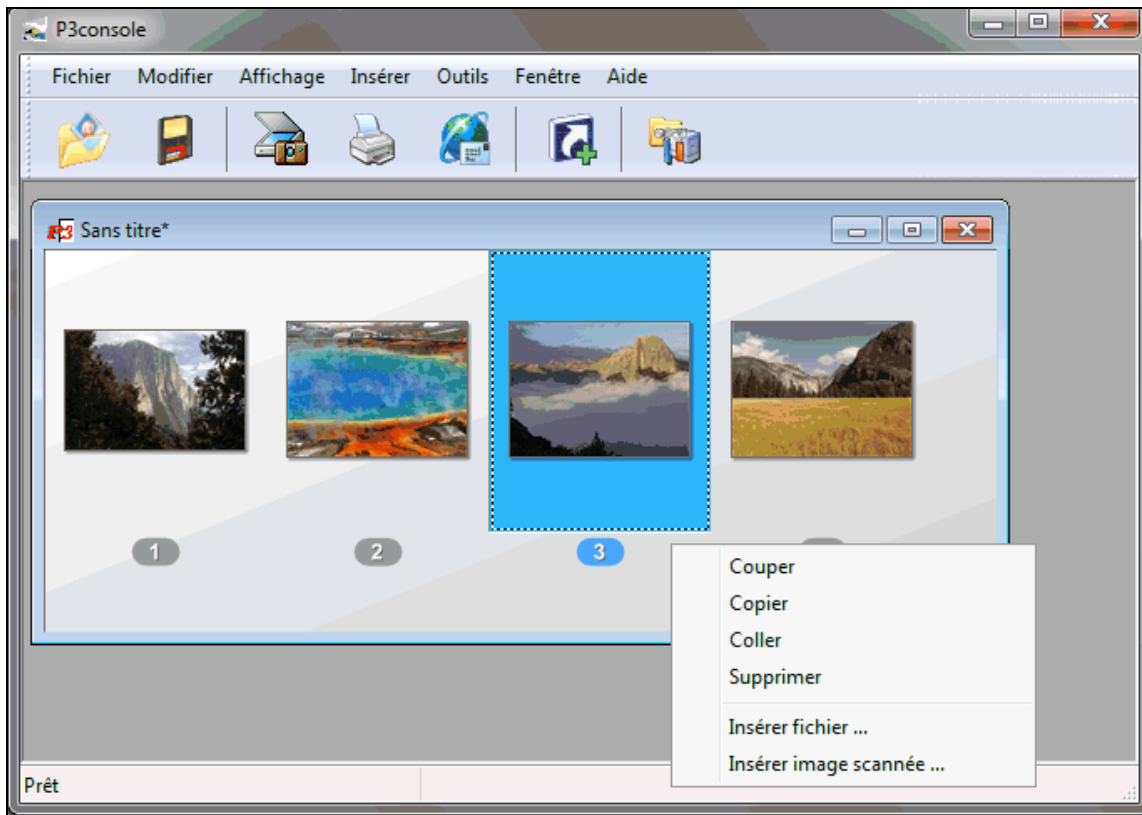 P3console
Fichier Modifier Affichage Insérer Outils Fenêtre Aide
P3 Sans titre*
1 2 3
Couper
Copier
Coller
Supprimer
Insérer fichier ...
Insérer image scannée ...
Prêt